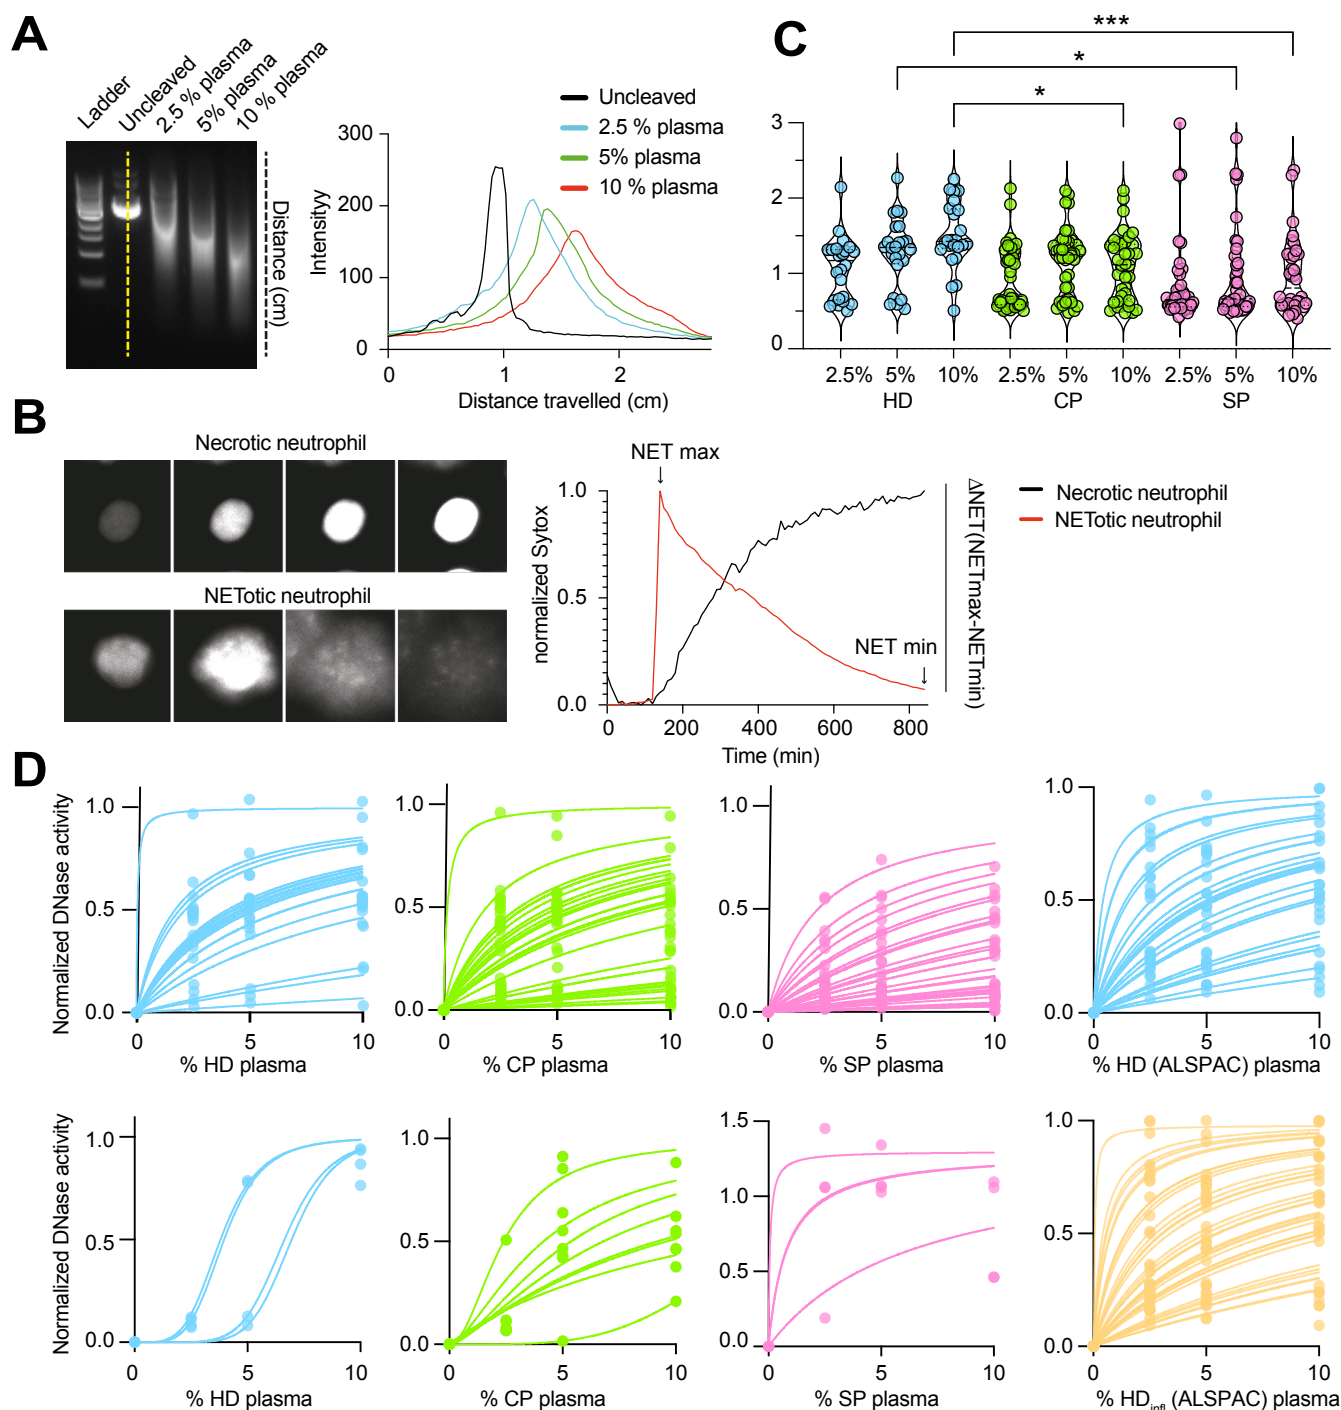 A
Ladder
Uncleaved
2.5 % plasma
5% plasma
10 % plasma
Distance (cm)
Uncleaved
2.5 % plasma
5% plasma
10 % plasma
Intensityy
300
200
100
0
0 1 2
Distance travelled (cm)
C
***
*
*
3
2
1
0
2.5% 5% 10% 2.5% 5% 10% 2.5% 5% 10%
HD CP SP
B
Necrotic neutrophil
NETotic neutrophil
NET max
NET min
normalized Sytox
1.0
0.5
0.0
0 200 400 600 800
Time (min)
ΔNET(NETmax-NETmin)
Necrotic neutrophil
NETotic neutrophil
D
Normalized DNase activity
1.0
0.5
0.0
0 5 10
% HD plasma
1.0
0.5
0.0
0 5 10
% CP plasma
1.0
0.5
0.0
0 5 10
% SP plasma
1.0
0.5
0.0
0 5 10
% HD (ALSPAC) plasma
Normalized DNase activity
1.0
0.5
0.0
0 5 10
% HD plasma
1.0
0.5
0.0
0 5 10
% CP plasma
1.5
1.0
0.5
0.0
0 5 10
% SP plasma
1.0
0.5
0.0
0 5 10
% HDinfl (ALSPAC) plasma